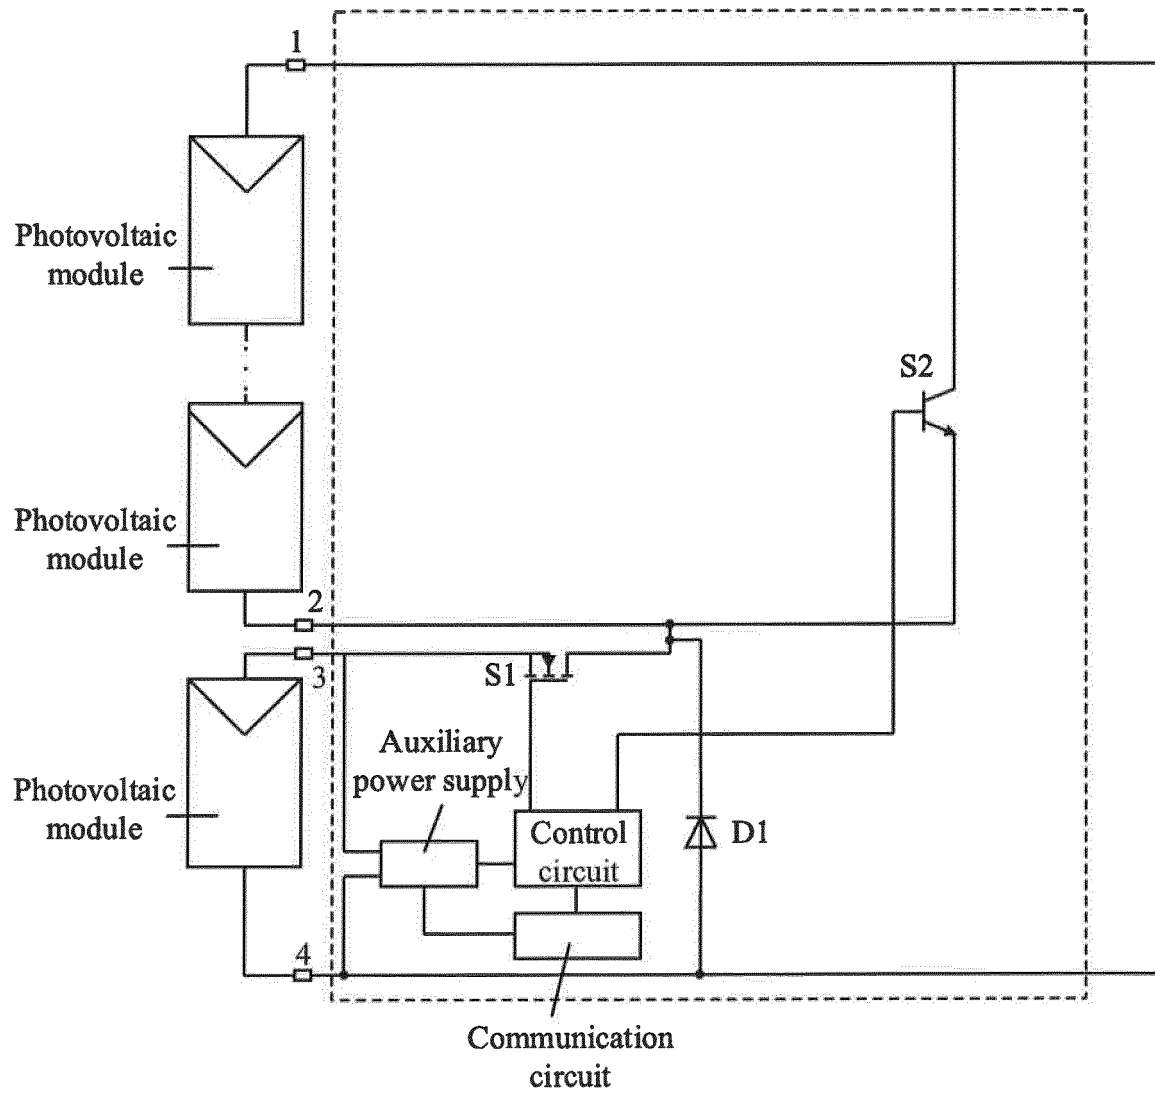 1
Photovoltaic
module
S2
Photovoltaic
module
2
3
S1
Auxiliary
power supply
Photovoltaic
module
Control
circuit
D1
4
Communication
circuit